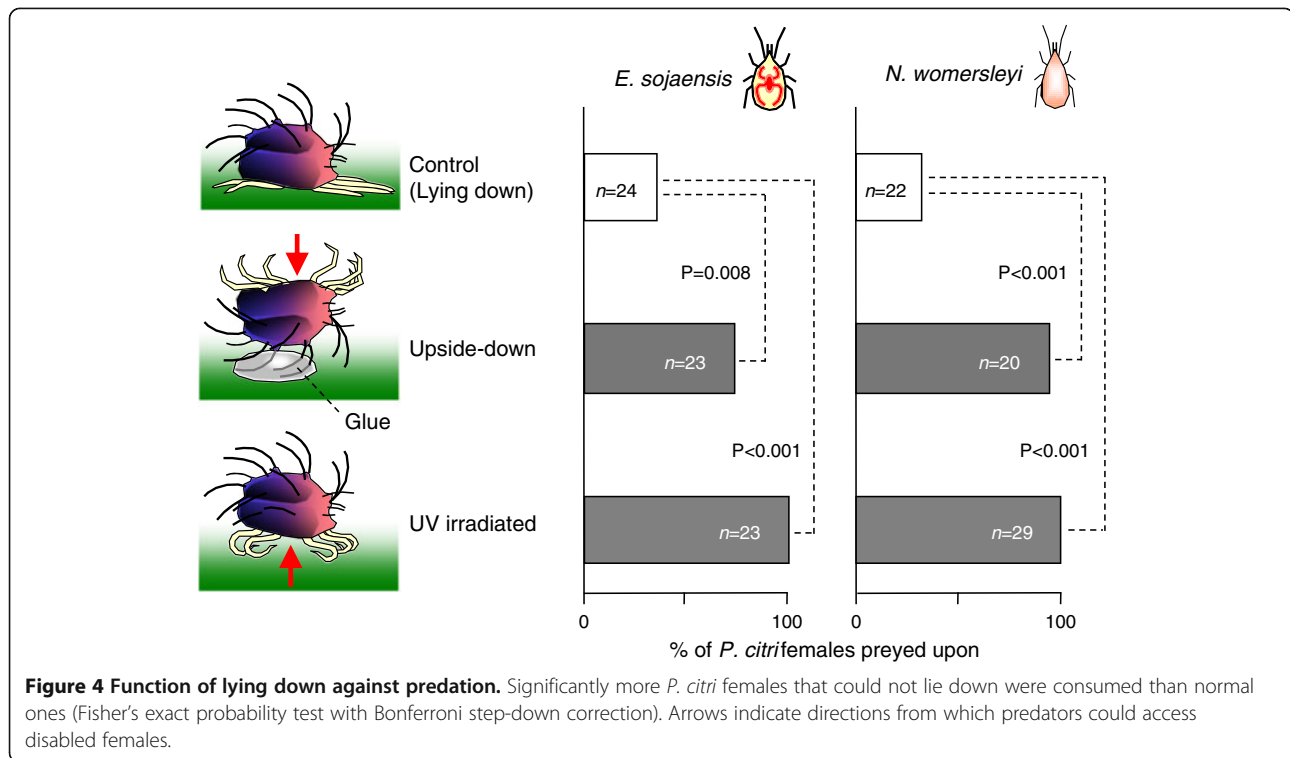 E. sojaensis
N. womersleyi
Control
(Lying down)
n=24
n=22
P=0.008
P<0.001
Upside-down
n=23
n=20
Glue
P<0.001
P<0.001
UV irradiated
n=23
n=29
0
100
0
100
% of P. citri females preyed upon
Figure 4 Function of lying down against predation. Significantly more P. citri females that could not lie down were consumed than normal
ones (Fisher's exact probability test with Bonferroni step-down correction). Arrows indicate directions from which predators could access
disabled females.